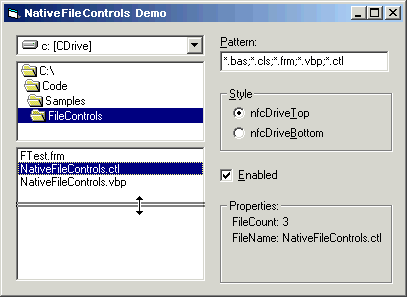 NativeFileControls Demo
c: [CDrive]
C:\
Code
Samples
FileControls
FTest.frm
NativeFileControls.ctl
NativeFileControls.vbp
Pattern:
*.bas;*.cls;*.frm;*.vbp;*.ctl
Style
nfcDriveTop
nfcDriveBottom
Enabled
Properties:
FileCount: 3
FileName: NativeFileControls.ctl